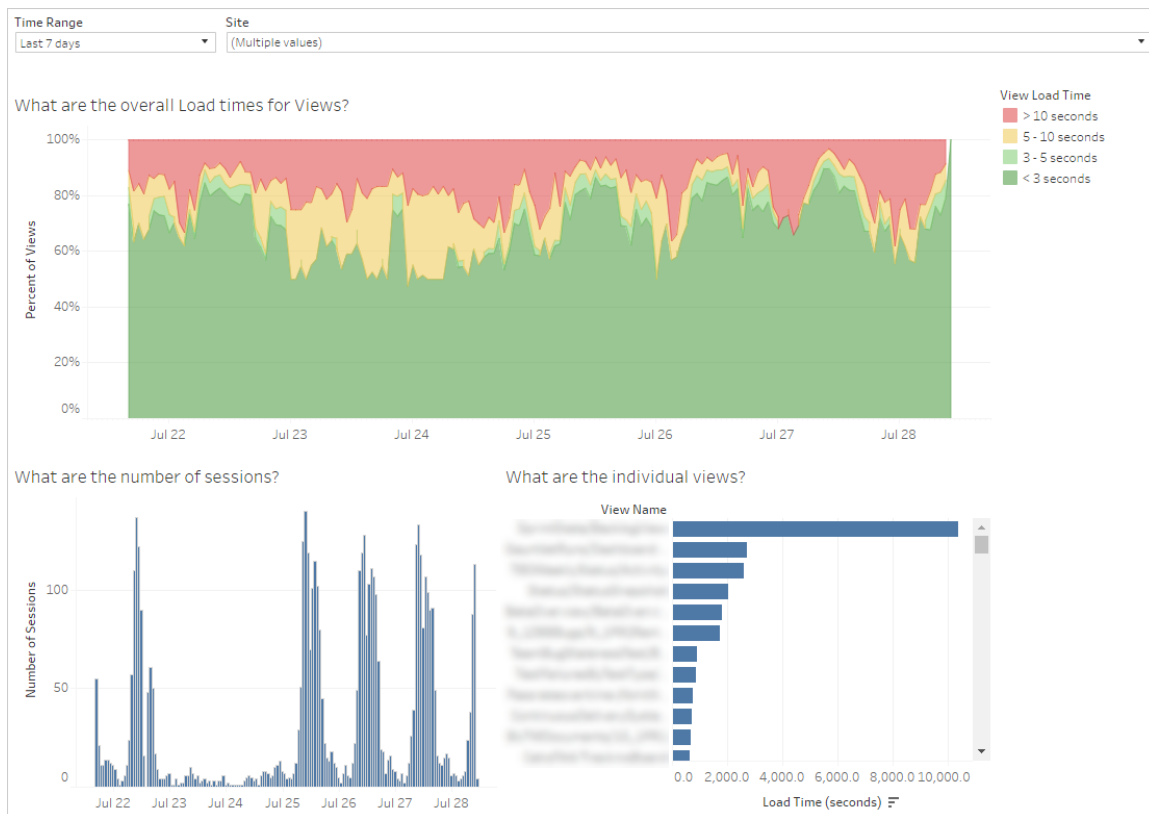 Time Range
Site
Last 7 days
(Multiple values)
What are the overall Load times for Views?
View Load Time
> 10 seconds
5 - 10 seconds
3 - 5 seconds
< 3 seconds
Percent of Views
100%
80%
60%
40%
20%
0%
Jul 22 Jul 23 Jul 24 Jul 25 Jul 26 Jul 27 Jul 28
What are the number of sessions?
Number of Sessions
100
50
0
Jul 22 Jul 23 Jul 24 Jul 25 Jul 26 Jul 27 Jul 28
What are the individual views?
View Name
0.0 2,000.0 4,000.0 6,000.0 8,000.0 10,000.0
Load Time (seconds)